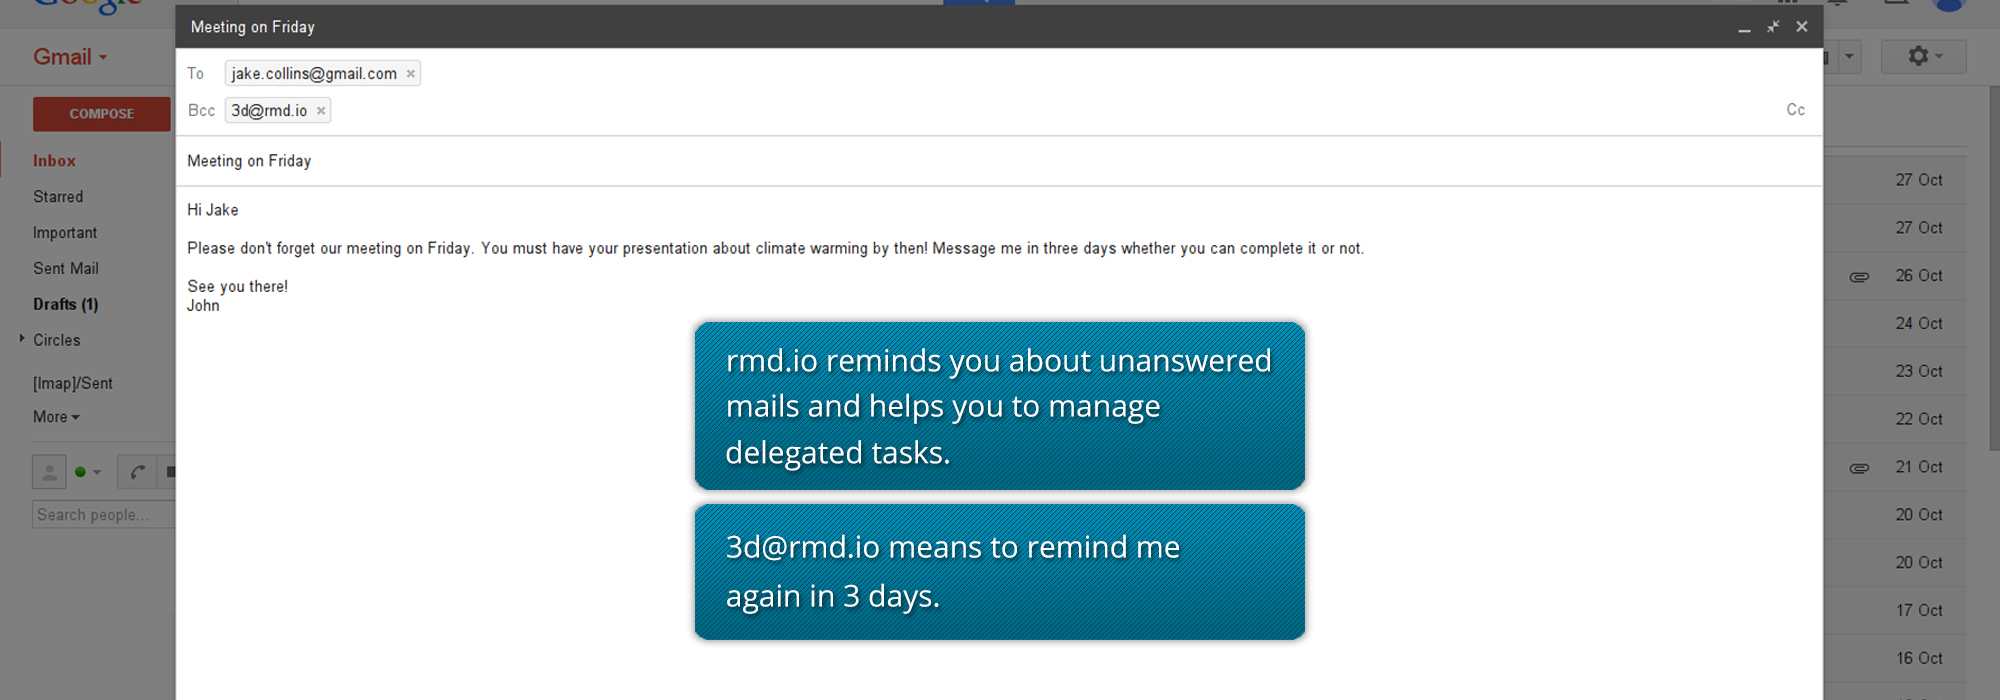 Google
Meeting on Friday
Gmail
To jake.collins@gmail.com ×
Bcc 3d@rmd.io × Cc
COMPOSE
Meeting on Friday
Inbox
Starred
Important
Sent Mail
Drafts (1)
Circles
[Imap]/Sent
More
Search people...
Hi Jake
Please don't forget our meeting on Friday. You must have your presentation about climate warming by then! Message me in three days whether you can complete it or not.
See you there!
John
rmd.io reminds you about unanswered
mails and helps you to manage
delegated tasks.
3d@rmd.io means to remind me
again in 3 days.
27 Oct
27 Oct
26 Oct
24 Oct
23 Oct
22 Oct
21 Oct
20 Oct
20 Oct
17 Oct
16 Oct